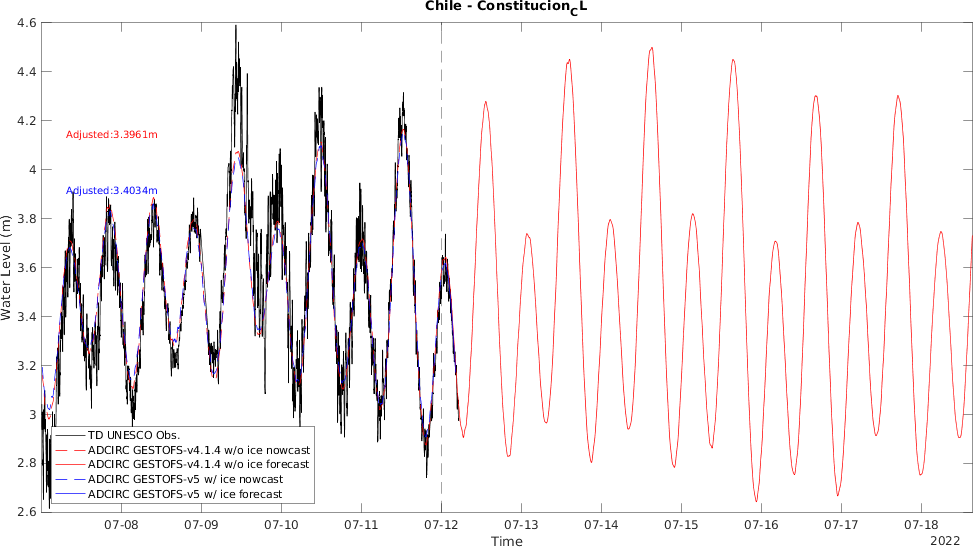 Chile - Constitucion_CL
4.6
4.4
4.2
4
3.8
3.6
3.4
3.2
3
2.8
2.6
Water Level (m)
Adjusted:3.3961m
Adjusted:3.4034m
TD UNESCO Obs.
ADCIRC GESTOFS-v4.1.4 w/o ice nowcast
ADCIRC GESTOFS-v4.1.4 w/o ice forecast
ADCIRC GESTOFS-v5 w/ ice nowcast
ADCIRC GESTOFS-v5 w/ ice forecast
07-08 07-09 07-10 07-11 07-12 07-13 07-14 07-15 07-16 07-17 07-18
Time
2022